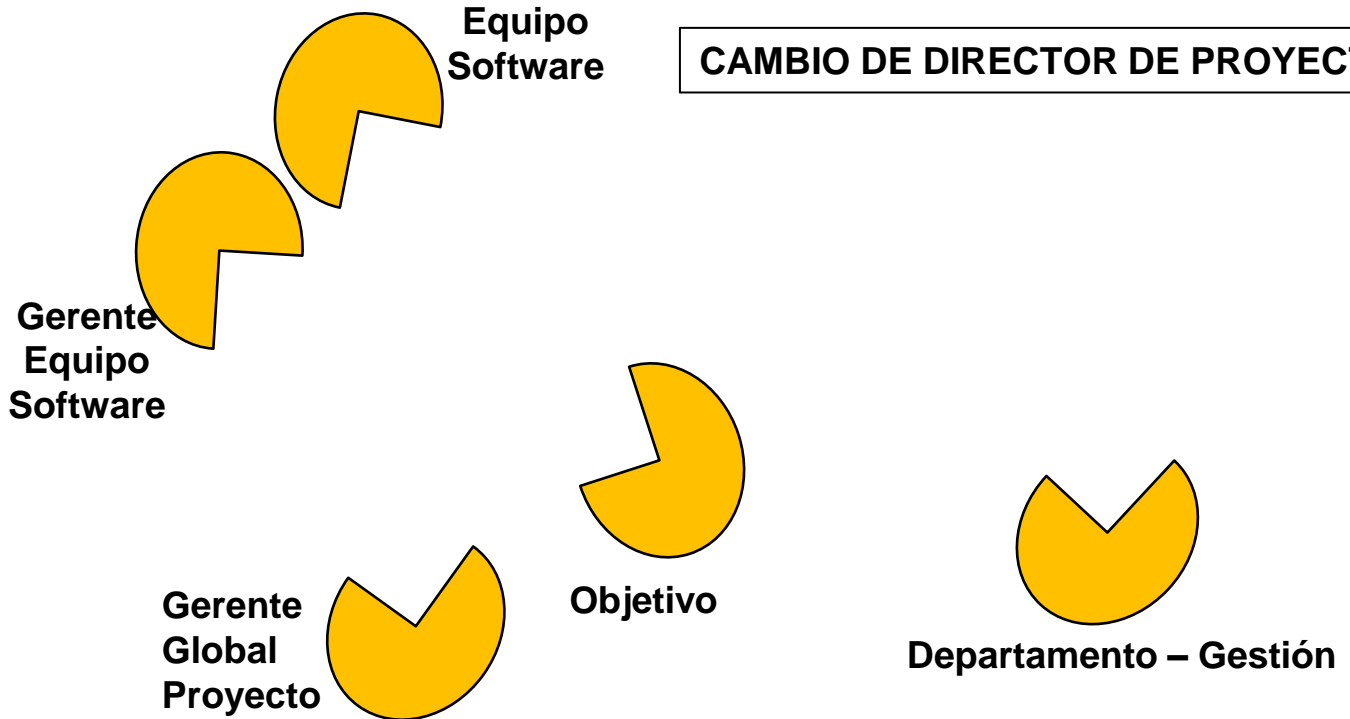 Equipo
Software
CAMBIO DE DIRECTOR DE PROYECT
Gerente
Equipo
Software
Objetivo
Gerente
Global
Proyecto
Departamento – Gestión